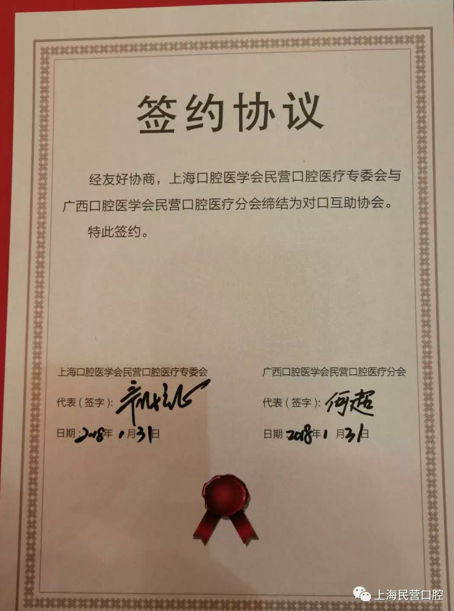 签约协议
经友好协商，上海口腔医学会民营口腔医疗专委会与
广西口腔医学会民营口腔医疗分会缔结为对口互助协会。
特此签约。
上海口腔医学会民营口腔医疗专委会
代表（签字）：
日期：2018年1月31日
广西口腔医学会民营口腔医疗分会
代表（签字）：何超
日期：2018年1月31日
上海民营口腔